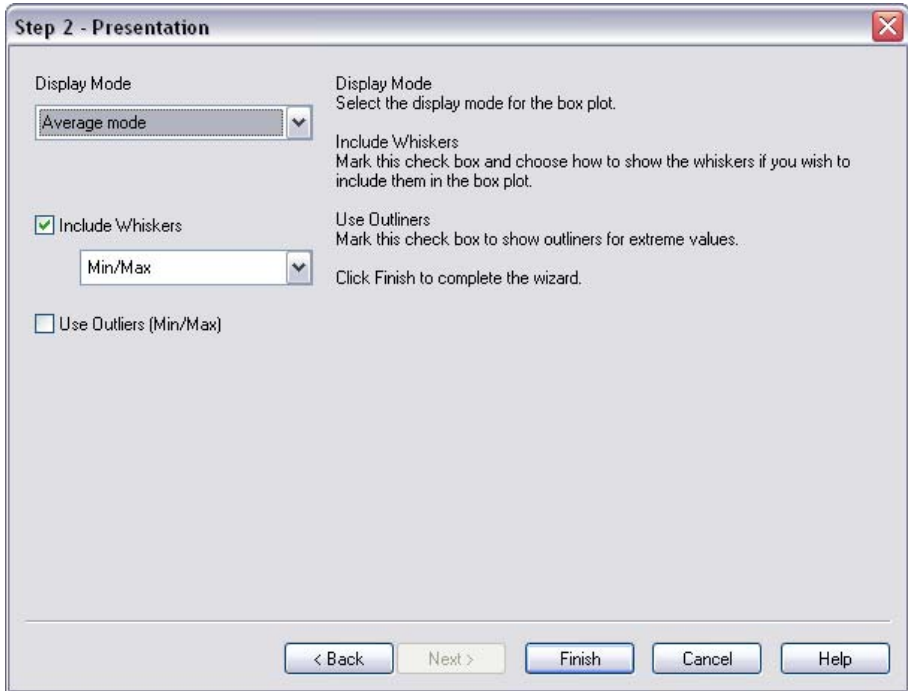 Step 2 - Presentation
Display Mode
Average mode
Include Whiskers
Min/Max
Use Outliers (Min/Max)
Display Mode
Select the display mode for the box plot.
Include Whiskers
Mark this check box and choose how to show the whiskers if you wish to
include them in the box plot.
Use Outliners
Mark this check box to show outliners for extreme values.
Click Finish to complete the wizard.
< Back
Next >
Finish
Cancel
Help